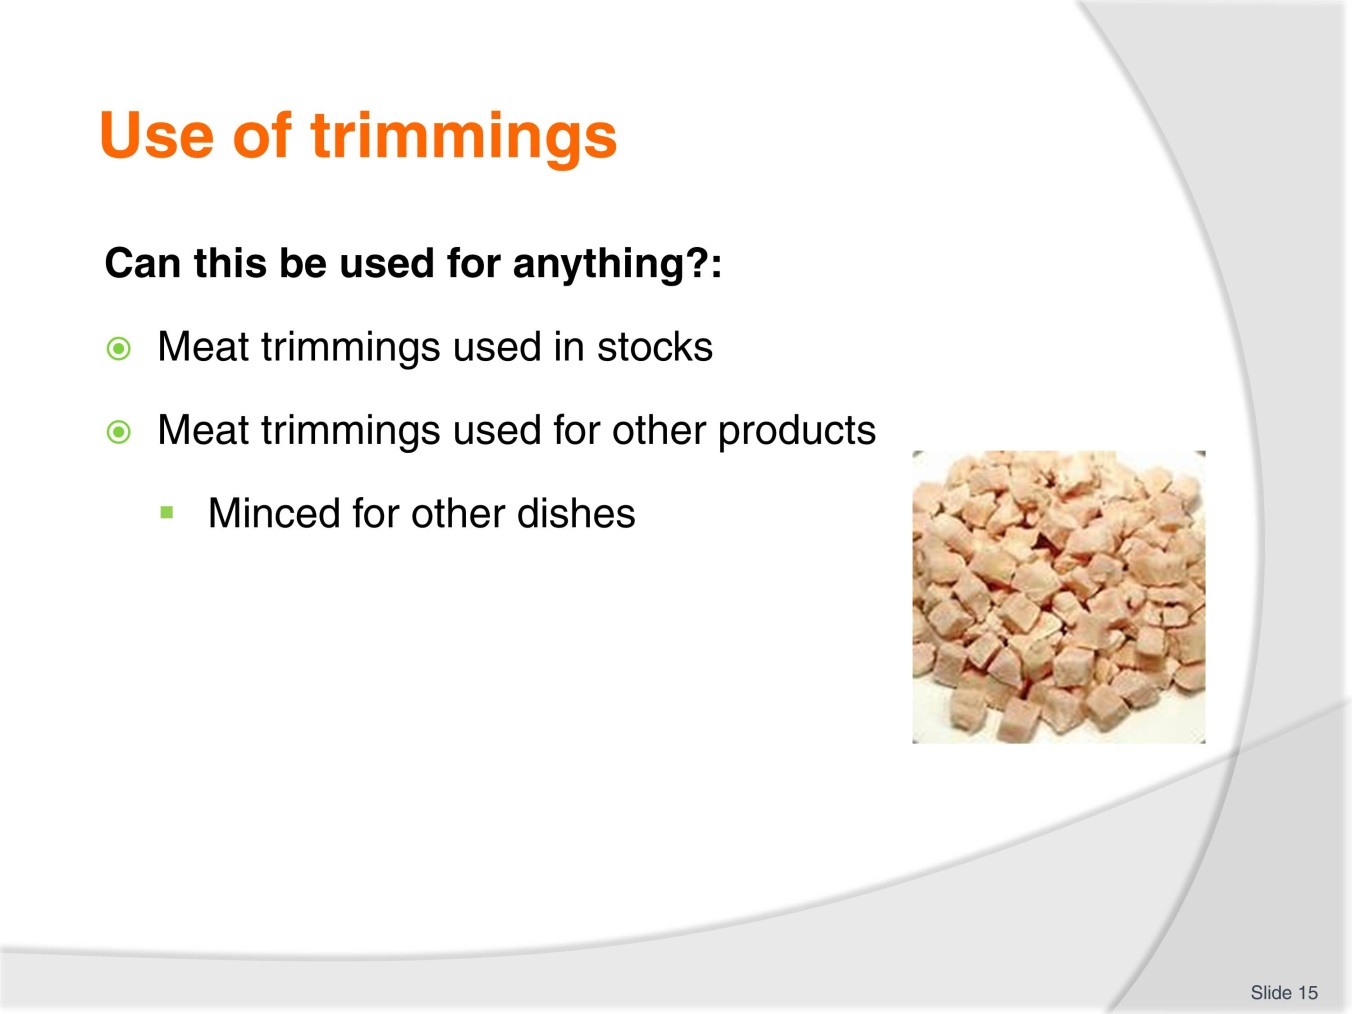 Use of trimmings
Can this be used for anything?:
Meat trimmings used in stocks
Meat trimmings used for other products
Minced for other dishes
Slide 15